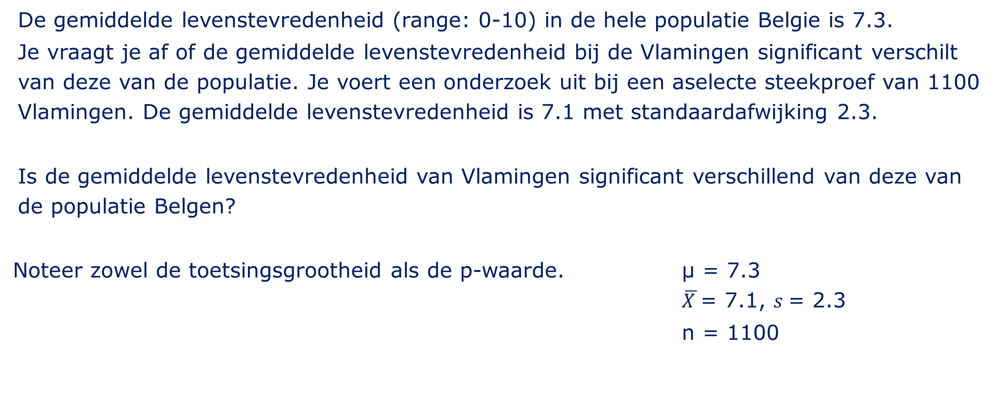 De gemiddelde levenstevredenheid (range: 0-10) in de hele populatie Belgie is 7.3.
Je vraagt je af of de gemiddelde levenstevredenheid bij de Vlamingen significant verschilt
van deze van de populatie. Je voert een onderzoek uit bij een aselecte steekproef van 1100
Vlamingen. De gemiddelde levenstevredenheid is 7.1 met standaardafwijking 2.3.
Is de gemiddelde levenstevredenheid van Vlamingen significant verschillend van deze van
de populatie Belgen?
Noteer zowel de toetsingsgrootheid als de p-waarde.
μ = 7.3
X̅ = 7.1, s = 2.3
n = 1100